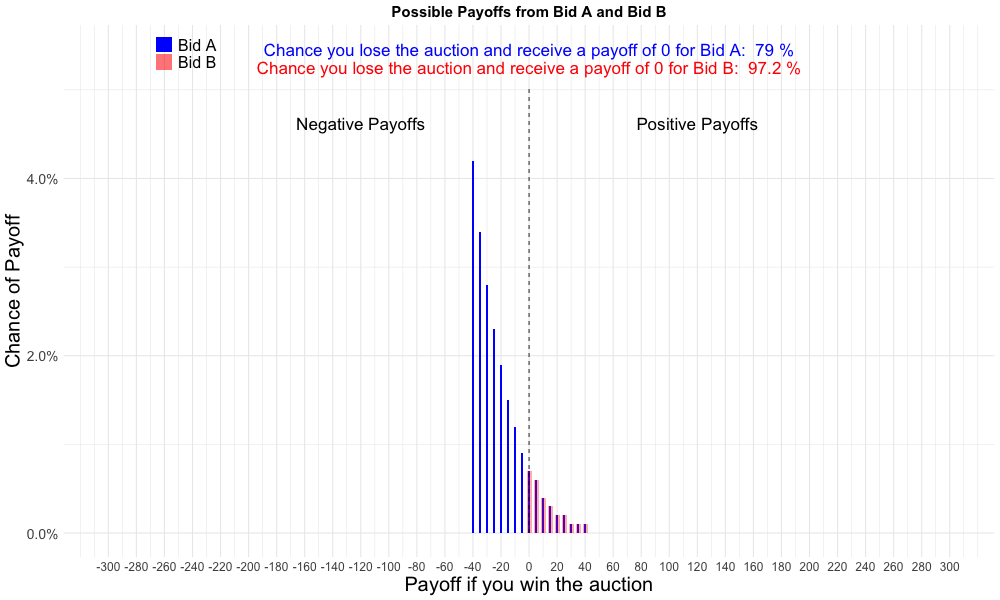 Possible Payoffs from Bid A and Bid B
Bid A
Bid B
Chance you lose the auction and receive a payoff of 0 for Bid A:  79 %
Chance you lose the auction and receive a payoff of 0 for Bid B:  97.2 %
Negative Payoffs
Positive Payoffs
Chance of Payoff
4.0%
2.0%
0.0%
-300 -280 -260 -240 -220 -200 -180 -160 -140 -120 -100 -80 -60 -40 -20 0 20 40 60 80 100 120 140 160 180 200 220 240 260 280 300
Payoff if you win the auction